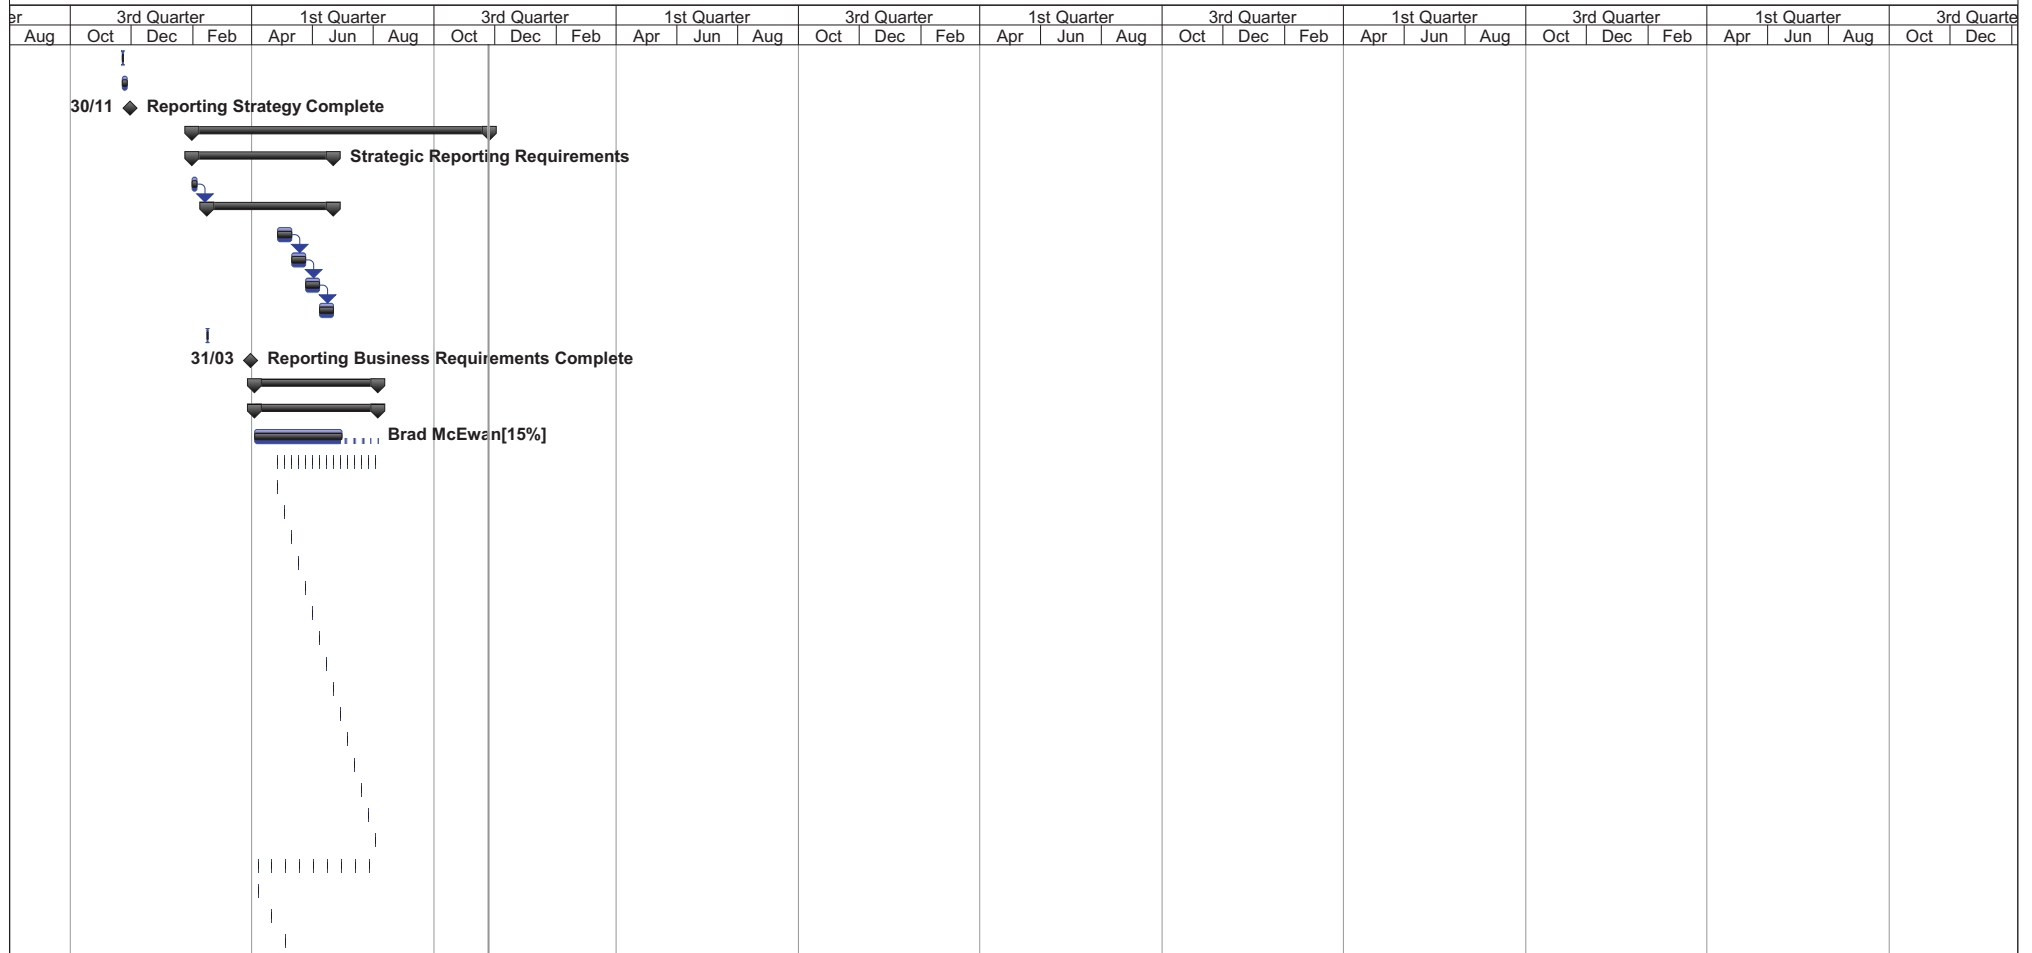 er 3rd Quarter 1st Quarter 3rd Quarter 1st Quarter 3rd Quarter 1st Quarter 3rd Quarter 1st Quarter 3rd Quarter 1st Quarter 3rd Quarte
Aug Oct Dec Feb Apr Jun Aug Oct Dec Feb Apr Jun Aug Oct Dec Feb Apr Jun Aug Oct Dec Feb Apr Jun Aug Oct Dec Feb Apr Jun Aug Oct Dec
30/11 Reporting Strategy Complete
Strategic Reporting Requirements
31/03 Reporting Business Requirements Complete
Brad McEwan[15%]